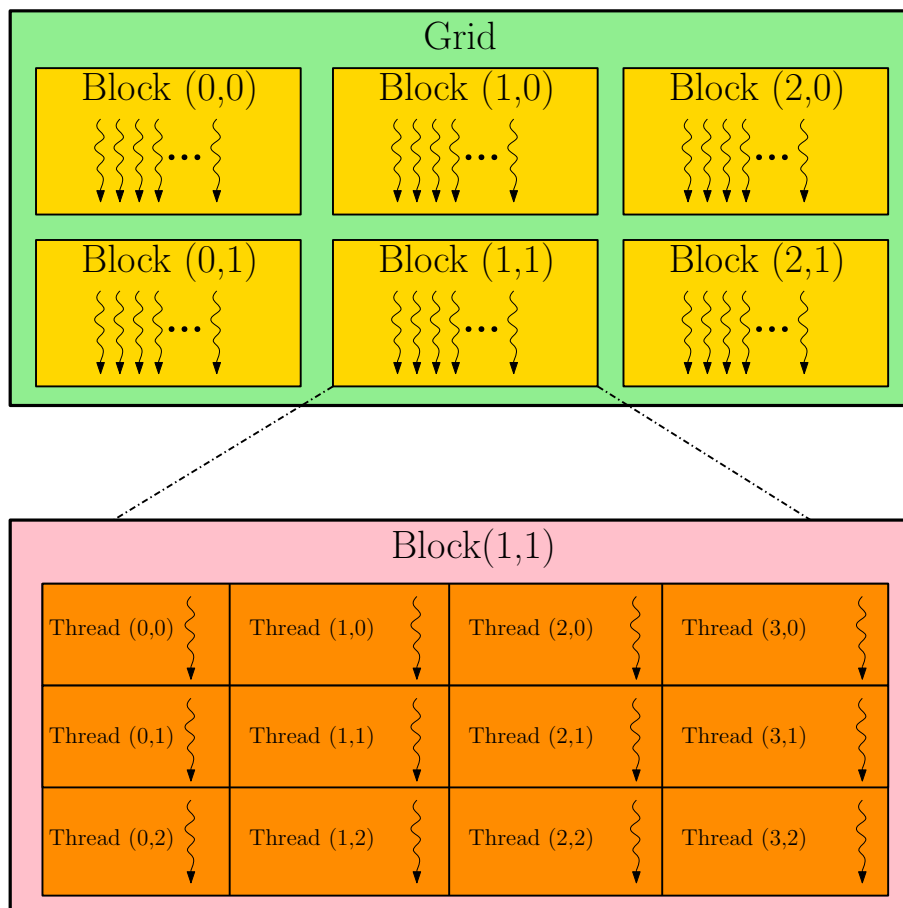 Grid
Block (0,0) Block (1,0) Block (2,0)
Block (0,1) Block (1,1) Block (2,1)
Block(1,1)
Thread (0,0) Thread (1,0) Thread (2,0) Thread (3,0)
Thread (0,1) Thread (1,1) Thread (2,1) Thread (3,1)
Thread (0,2) Thread (1,2) Thread (2,2) Thread (3,2)